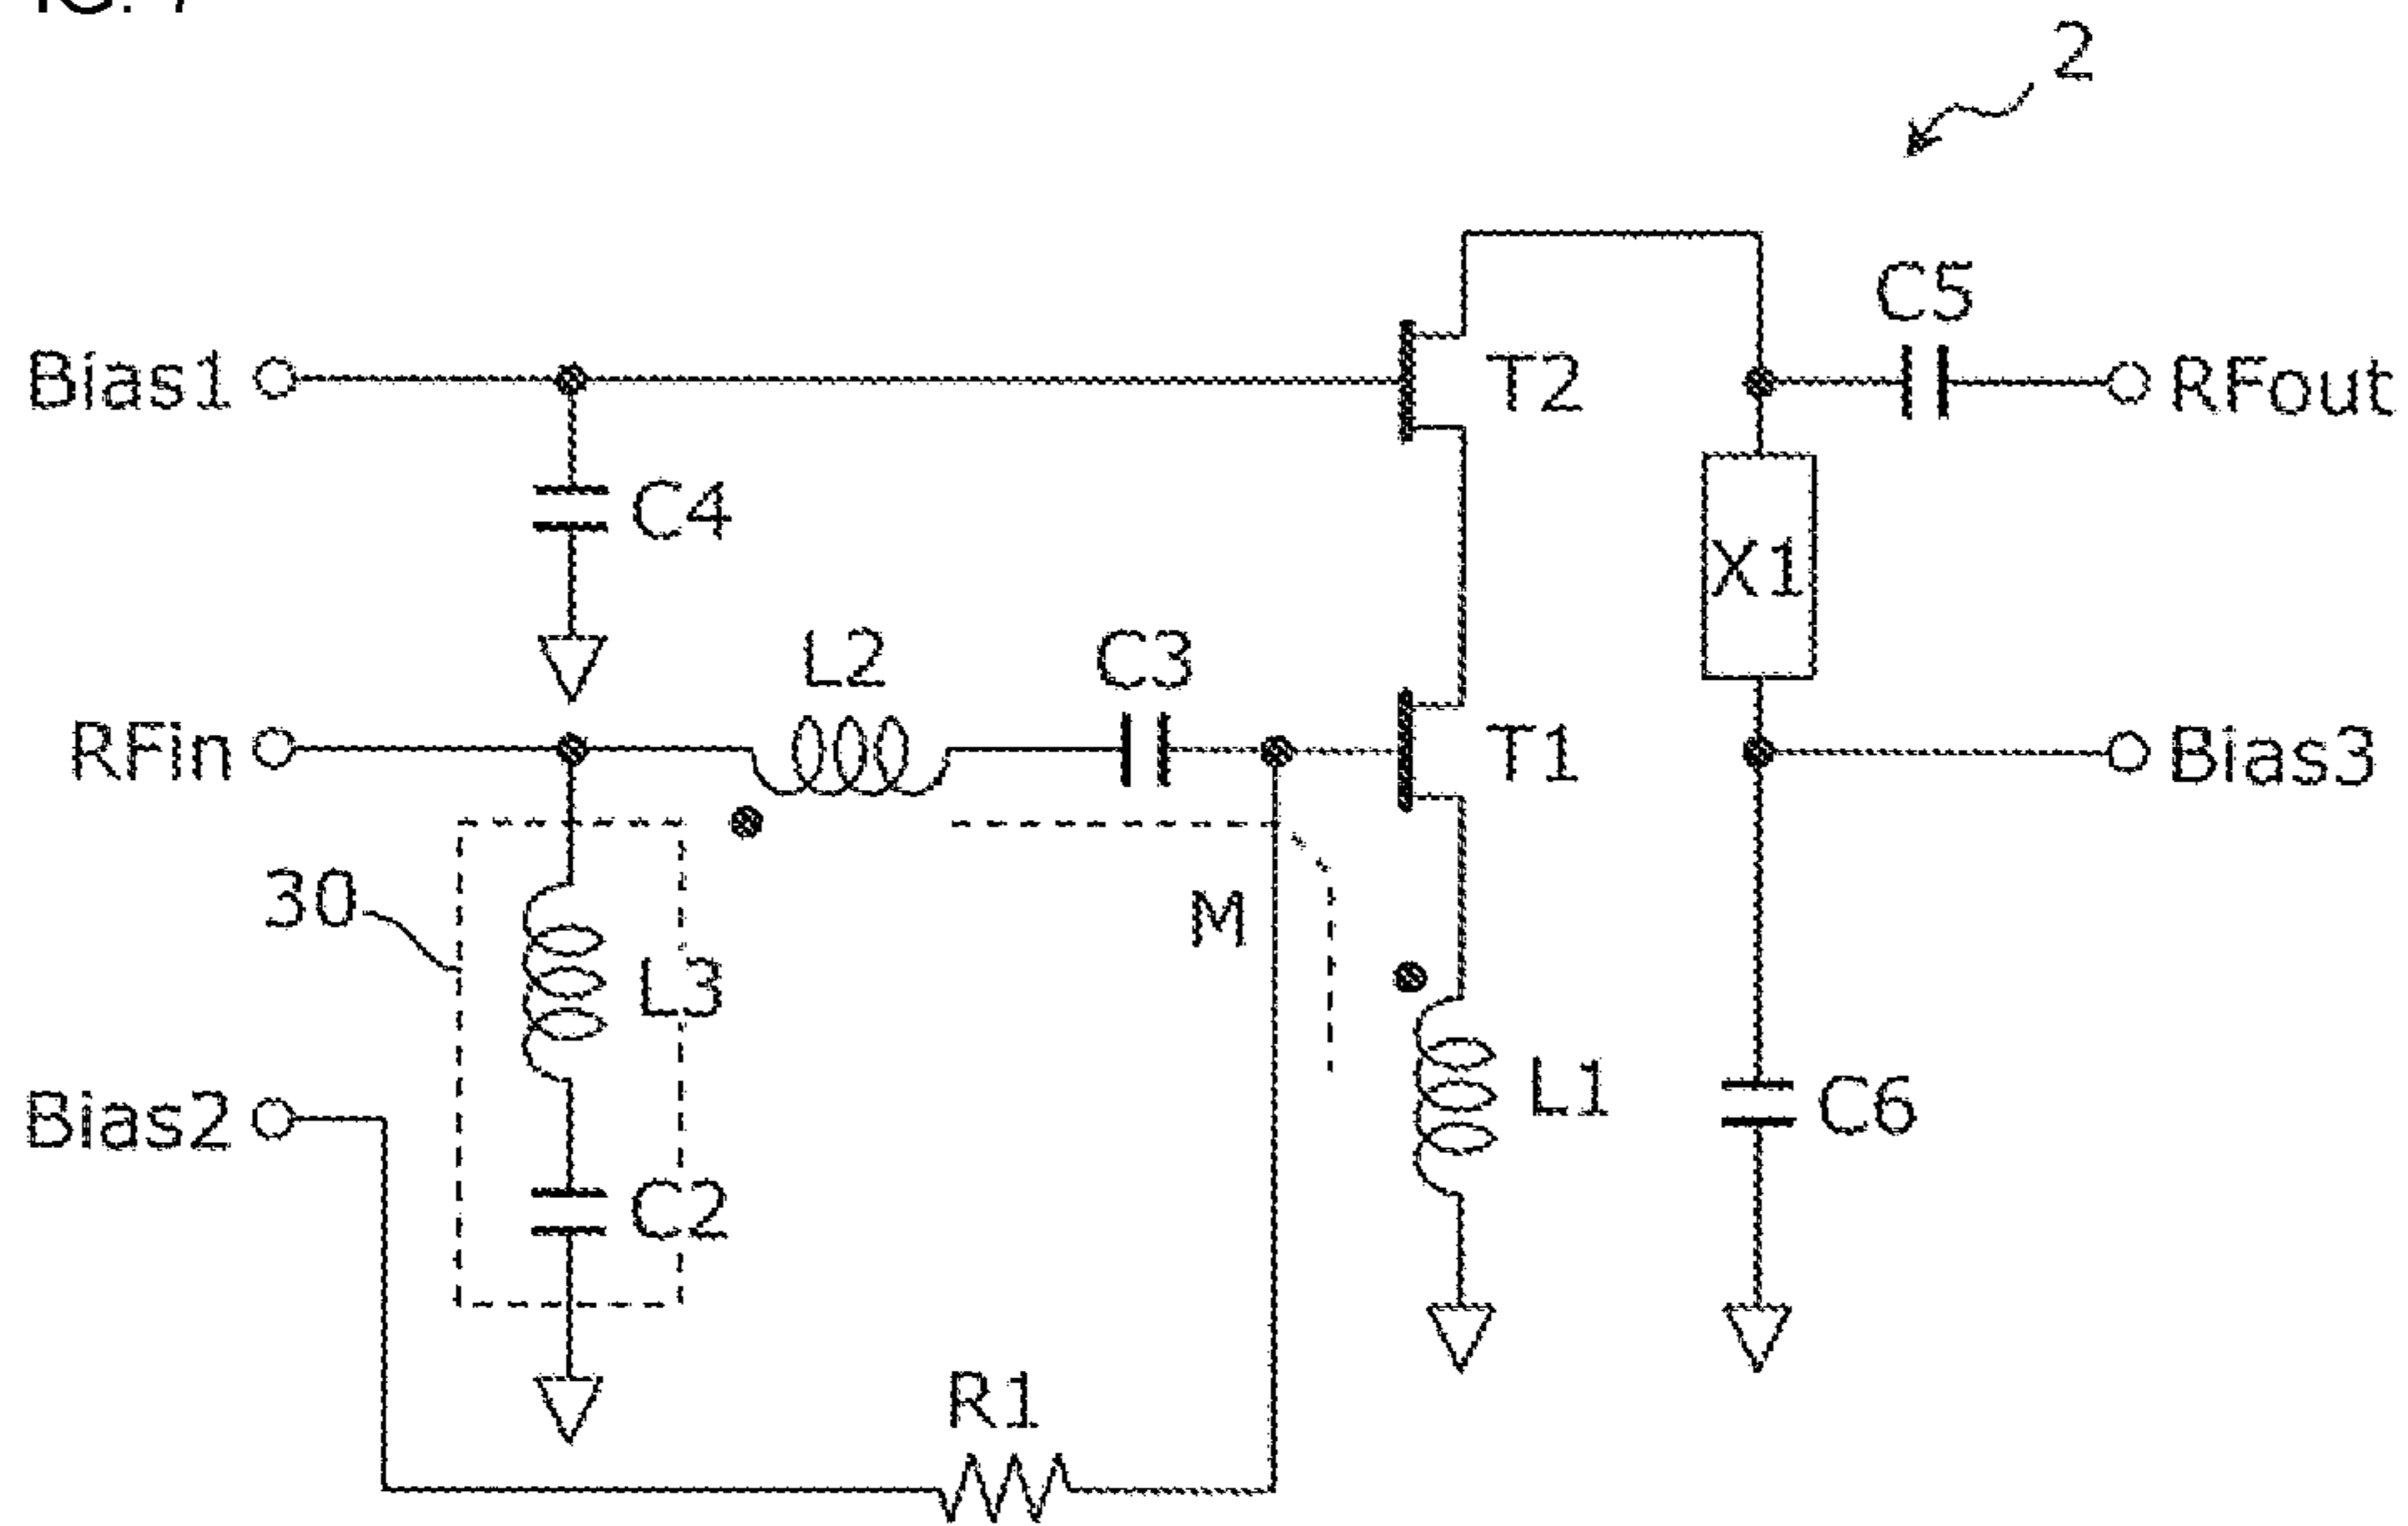 2
C5
Bias1
T2
RFout
C4
X1
L2
C3
RFin
T1
Bias3
30
M
L3
L1
Bias2
C6
C2
R1